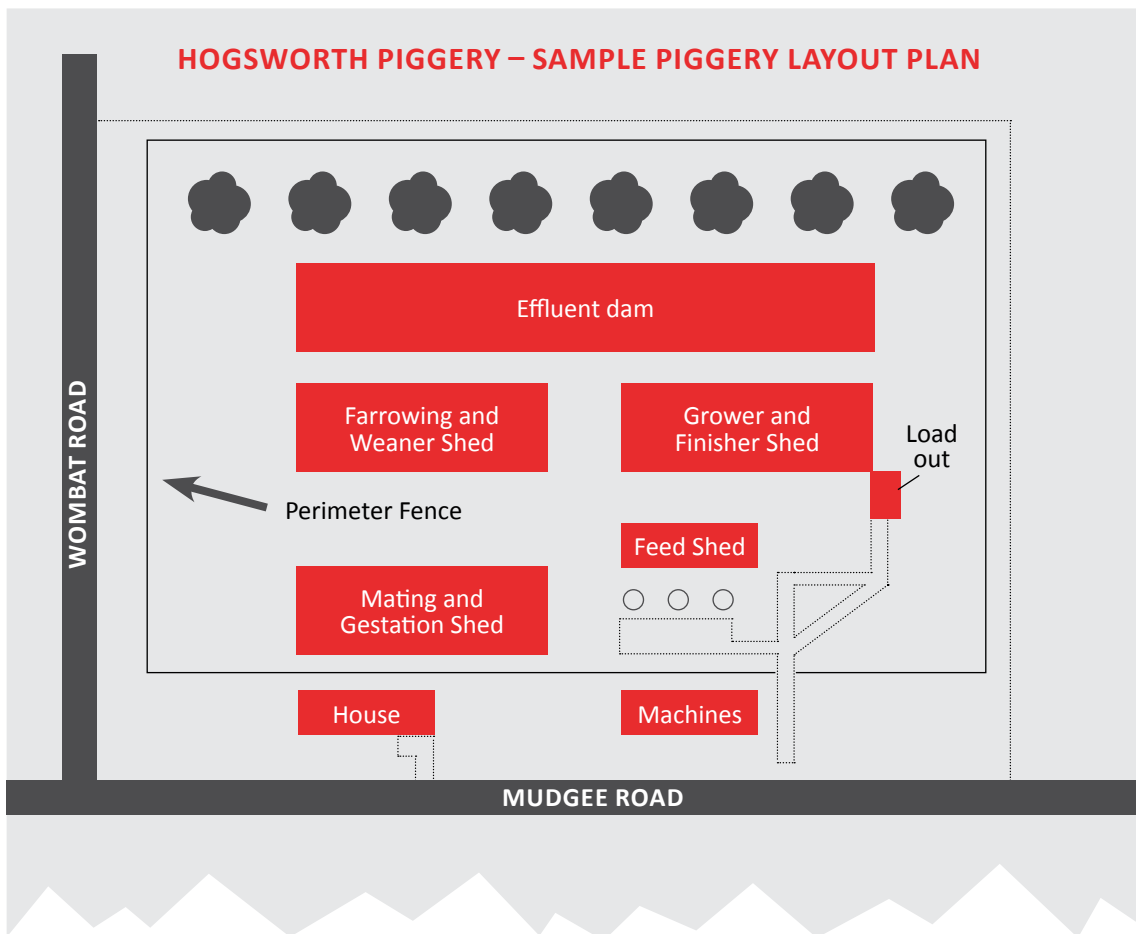 HOGSWORTH PIGGERY – SAMPLE PIGGERY LAYOUT PLAN
Effluent dam
Farrowing and
Weaner Shed
Grower and
Finisher Shed
Load
out
WOMBAT ROAD
Perimeter Fence
Feed Shed
Mating and
Gestation Shed
House
Machines
MUDGEE ROAD